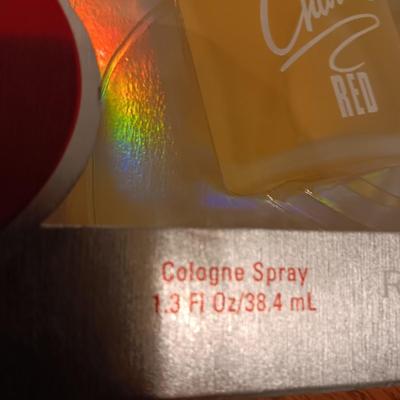 RED
Cologne Spray
1.3 Fl Oz/38.4 mL
R